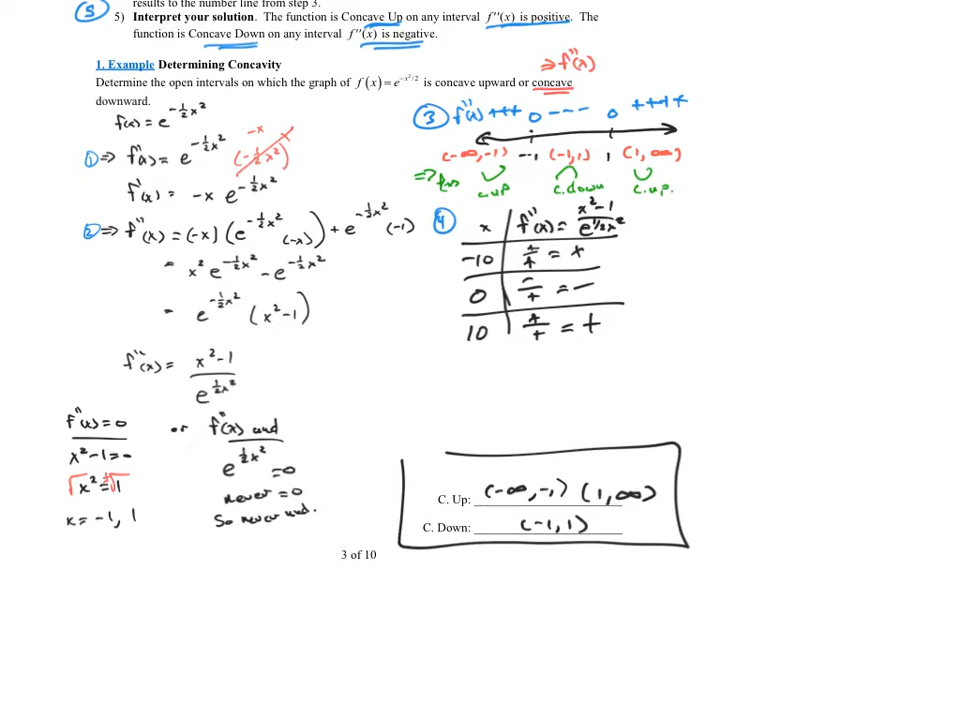 results to the number line from step 3.
⑤ 5) Interpret your solution. The function is Concave Up on any interval f''(x) is positive. The
function is Concave Down on any interval f''(x) is negative.
1. Example Determining Concavity
⇒ f''(x)
Determine the open intervals on which the graph of f(x) = e^{-x²/2} is concave upward or concave
downward.
f(x) = e^{-½x²}
① ⇒ f'(x) = e^{-½x²} (-½x²)' -x
f'(x) = -x e^{-½x²}
② ⇒ f''(x) = (-x)(e^{-½x²} (-x)) + e^{-½x²} (-1)
= x² e^{-½x²} - e^{-½x²}
= e^{-½x²} (x²-1)
f''(x) = x²-1 / e^{½x²}
f''(x) = 0 or f''(x) und
x²-1 = 0 e^{½x²} = 0
√x² = ±√1 never = 0
x = -1, 1 So never und.
③ f''(x) +++ 0 --- 0 ++++
(-∞,-1) -1 (-1,1) 1 (1,∞)
⇒ f(x) c.up c.down c.up.
④ x f''(x) = x²-1 / e^{1/2x²}
-10 +/+ = +
0 -/+ = -
10 +/+ = +
C. Up: (-∞,-1) (1,∞)
C. Down: (-1,1)
3 of 10